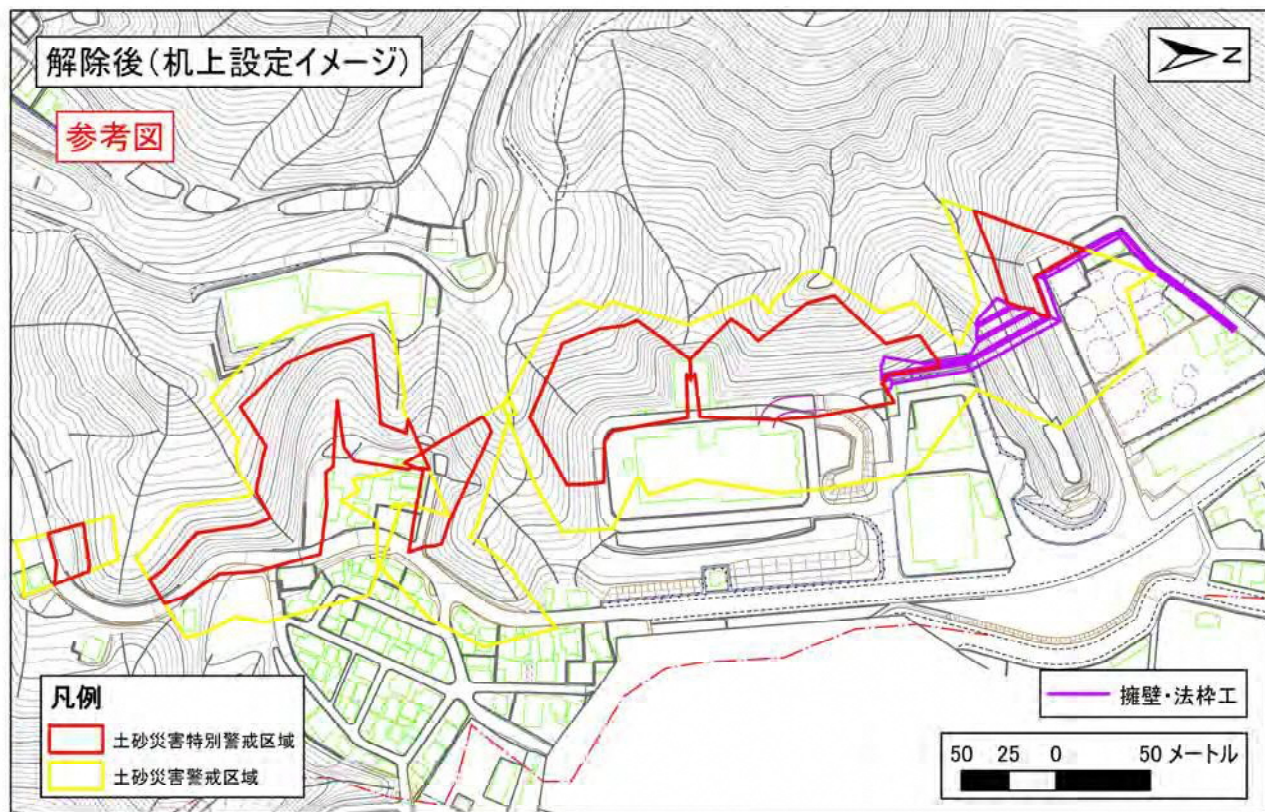 解除後(机上設定イメージ)
N
参考図
凡例
土砂災害特別警戒区域
土砂災害警戒区域
擁壁・法枠工
50 25 0 50 メートル